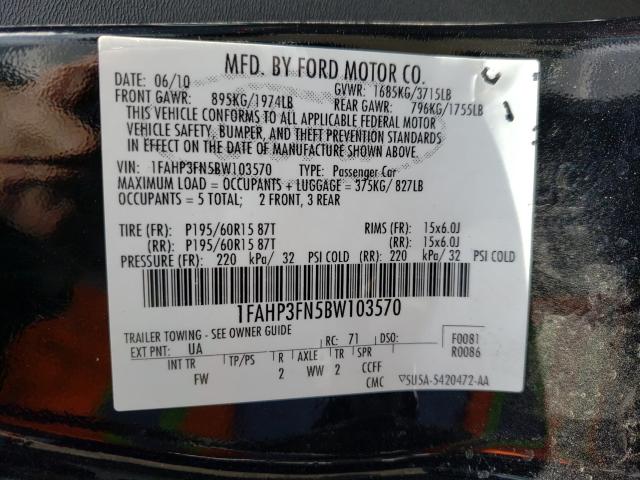 MFD. BY FORD MOTOR CO.
DATE: 06/10 GVWR: 1685KG/3715LB
FRONT GAWR: 895KG/1974LB REAR GAWR: 796KG/1755LB
THIS VEHICLE CONFORMS TO ALL APPLICABLE FEDERAL MOTOR
VEHICLE SAFETY, BUMPER, AND THEFT PREVENTION STANDARDS
IN EFFECT ON THE DATE OF MANUFACTURE SHOWN ABOVE.
VIN: 1FAHP3FN5BW103570 TYPE: Passenger Car
MAXIMUM LOAD = OCCUPANTS + LUGGAGE = 375KG/ 827LB
OCCUPANTS = 5 TOTAL; 2 FRONT, 3 REAR
TIRE (FR): P195/60R15 87T RIMS (FR): 15x6.0J
(RR): P195/60R15 87T (RR): 15x6.0J
PRESSURE (FR): 220 kPa/ 32 PSI COLD (RR): 220 kPa/ 32 PSI COLD
1FAHP3FN5BW103570
TRAILER TOWING - SEE OWNER GUIDE
EXT PNT: UA RC: 71 DSO: F0081
R0086
INT TR TP/PS R AXLE TR SPR
FW 2 WW 2 CCFF
CMC 5U5A-5420472-AA